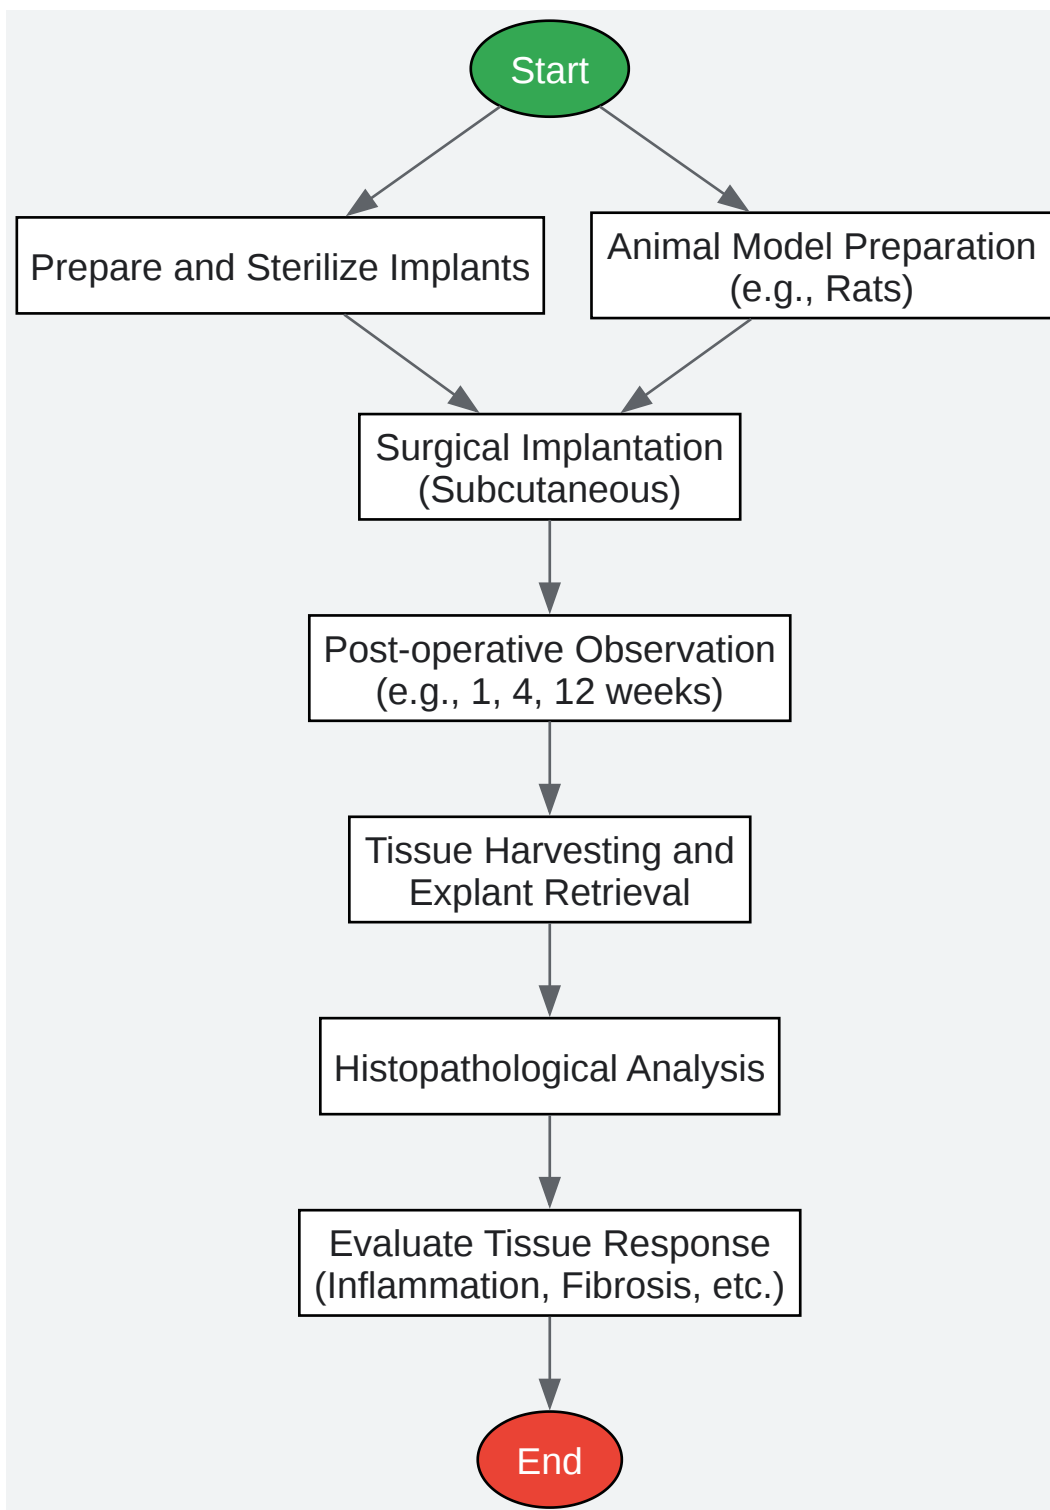 Start
Prepare and Sterilize Implants
Animal Model Preparation
(e.g., Rats)
Surgical Implantation
(Subcutaneous)
Post-operative Observation
(e.g., 1, 4, 12 weeks)
Tissue Harvesting and
Explant Retrieval
Histopathological Analysis
Evaluate Tissue Response
(Inflammation, Fibrosis, etc.)
End